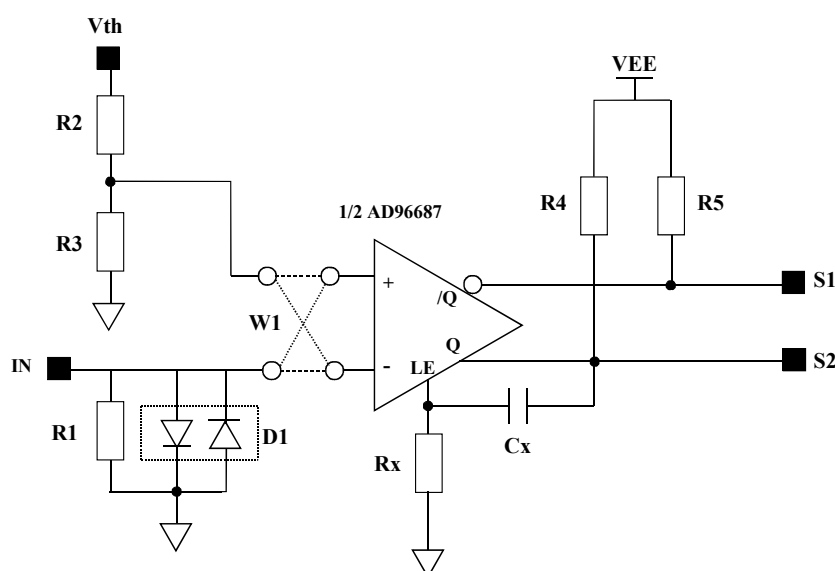 Vth
VEE
R2
R4
R5
1/2 AD96687
R3
+
/Q
S1
W1
Q
IN
-
LE
S2
R1
D1
Cx
Rx